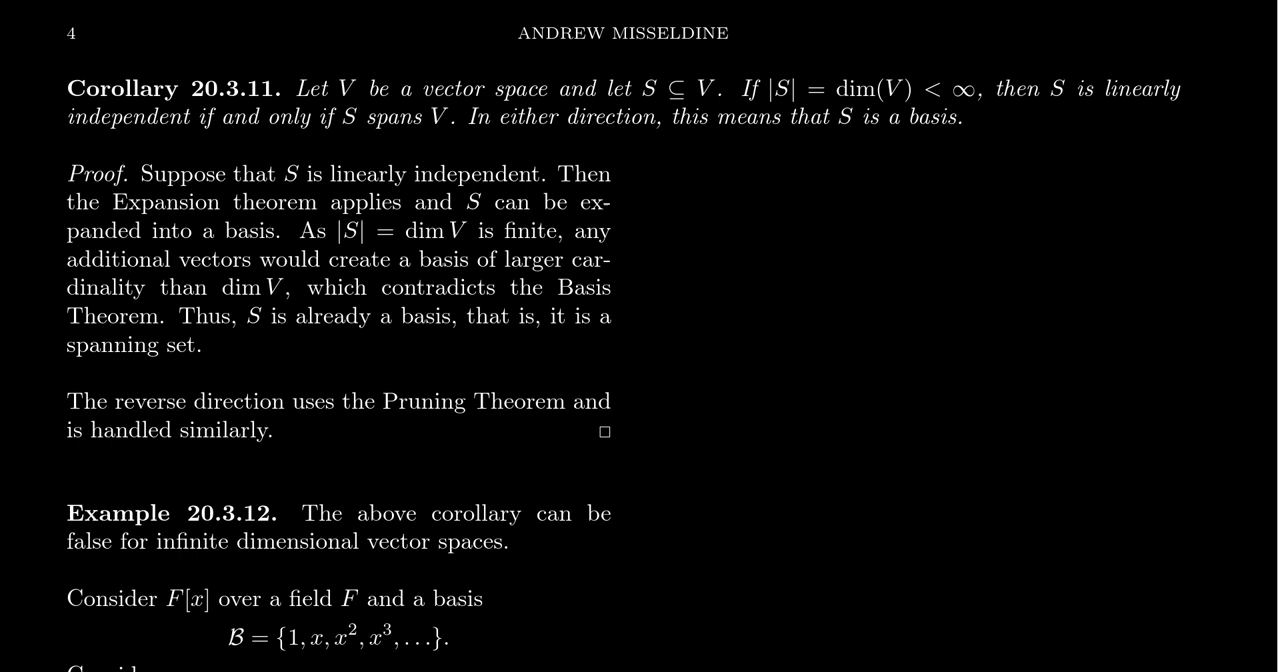 4
ANDREW MISSELDINE
Corollary 20.3.11. Let V be a vector space and let S ⊆ V. If |S| = dim(V) < ∞, then S is linearly
independent if and only if S spans V. In either direction, this means that S is a basis.
Proof. Suppose that S is linearly independent. Then
the Expansion theorem applies and S can be ex-
panded into a basis. As |S| = dim V is finite, any
additional vectors would create a basis of larger car-
dinality than dim V, which contradicts the Basis
Theorem. Thus, S is already a basis, that is, it is a
spanning set.
The reverse direction uses the Pruning Theorem and
is handled similarly. □
Example 20.3.12. The above corollary can be
false for infinite dimensional vector spaces.
Consider F[x] over a field F and a basis
ℬ = {1, x, x², x³, . . .}.